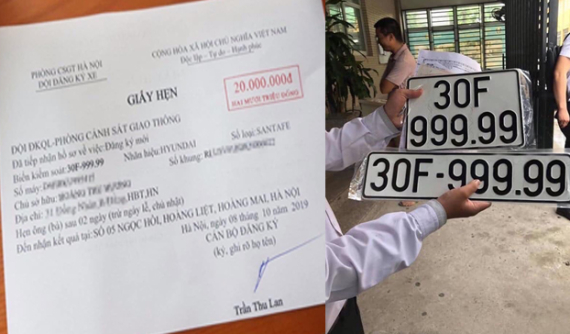 PHÒNG CSGT HÀ NỘI
ĐỘI ĐĂNG KÝ XE
CỘNG HÒA XÃ HỘI CHỦ NGHĨA VIỆT NAM
Độc lập - Tự do - Hạnh phúc
GIẤY HẸN
20.000.000đ
HAI MƯƠI TRIỆU ĐỒNG
ĐỘI ĐKQL-PHÒNG CẢNH SÁT GIAO THÔNG
Đã tiếp nhận hồ sơ về việc: Đăng ký mới
Biển kiểm soát: 30F-999.99 Nhãn hiệu: HYUNDAI Số loại: SANTAFE
Số máy: Số khung:
Chủ sở hữu:
Địa chỉ: HBT.HN
Hẹn ông (bà) sau 02 ngày (trừ ngày lễ, chủ nhật)
Đến nhận kết quả tại: SỐ 05 NGỌC HỒI, HOÀNG LIỆT, HOÀNG MAI, HÀ NỘI
Hà Nội, ngày 08 tháng 10 năm 2019
CÁN BỘ ĐĂNG KÝ
(ký, ghi rõ họ tên)
Trần Thu Lan
30F
999.99
30F-999.99